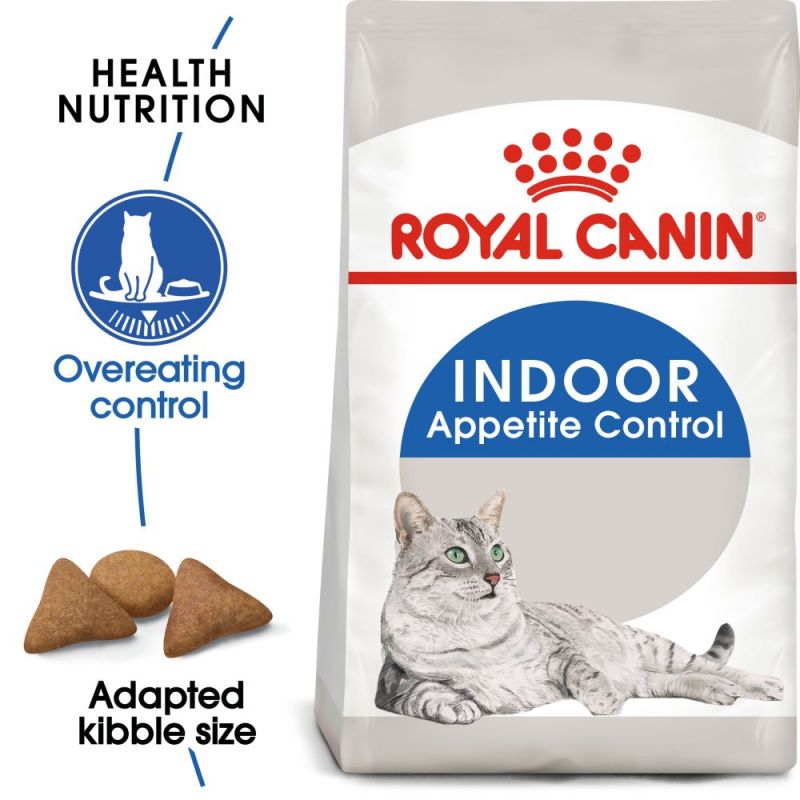 HEALTH
NUTRITION
Overeating
control
Adapted
kibble size
ROYAL CANIN®
INDOOR
Appetite Control